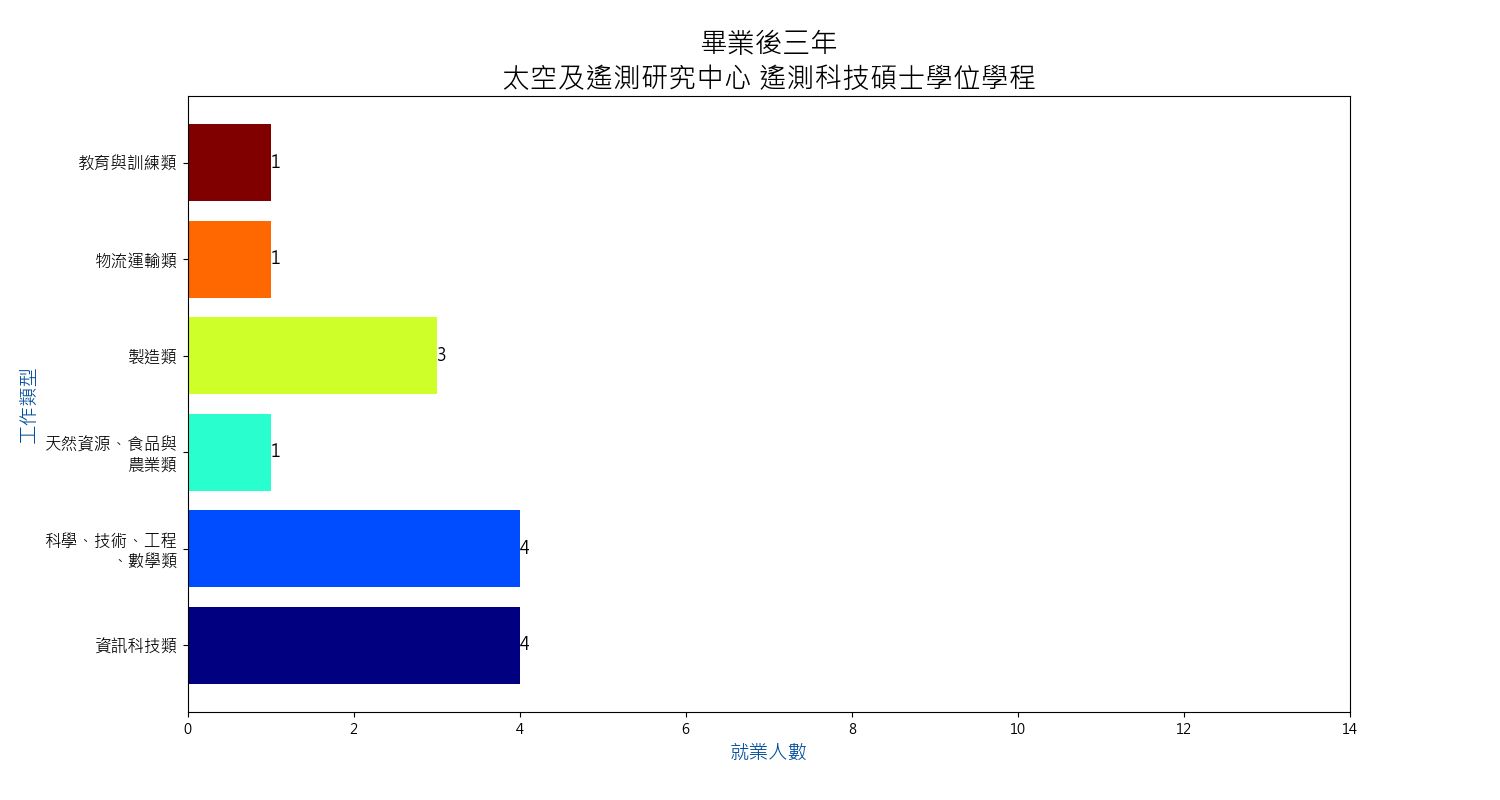 畢業後三年
太空及遙測研究中心 遙測科技碩士學位學程
教育與訓練類
1
物流運輸類
1
製造類
3
天然資源、食品與
農業類
1
科學、技術、工程
、數學類
4
資訊科技類
4
工作類型
0 2 4 6 8 10 12 14
就業人數